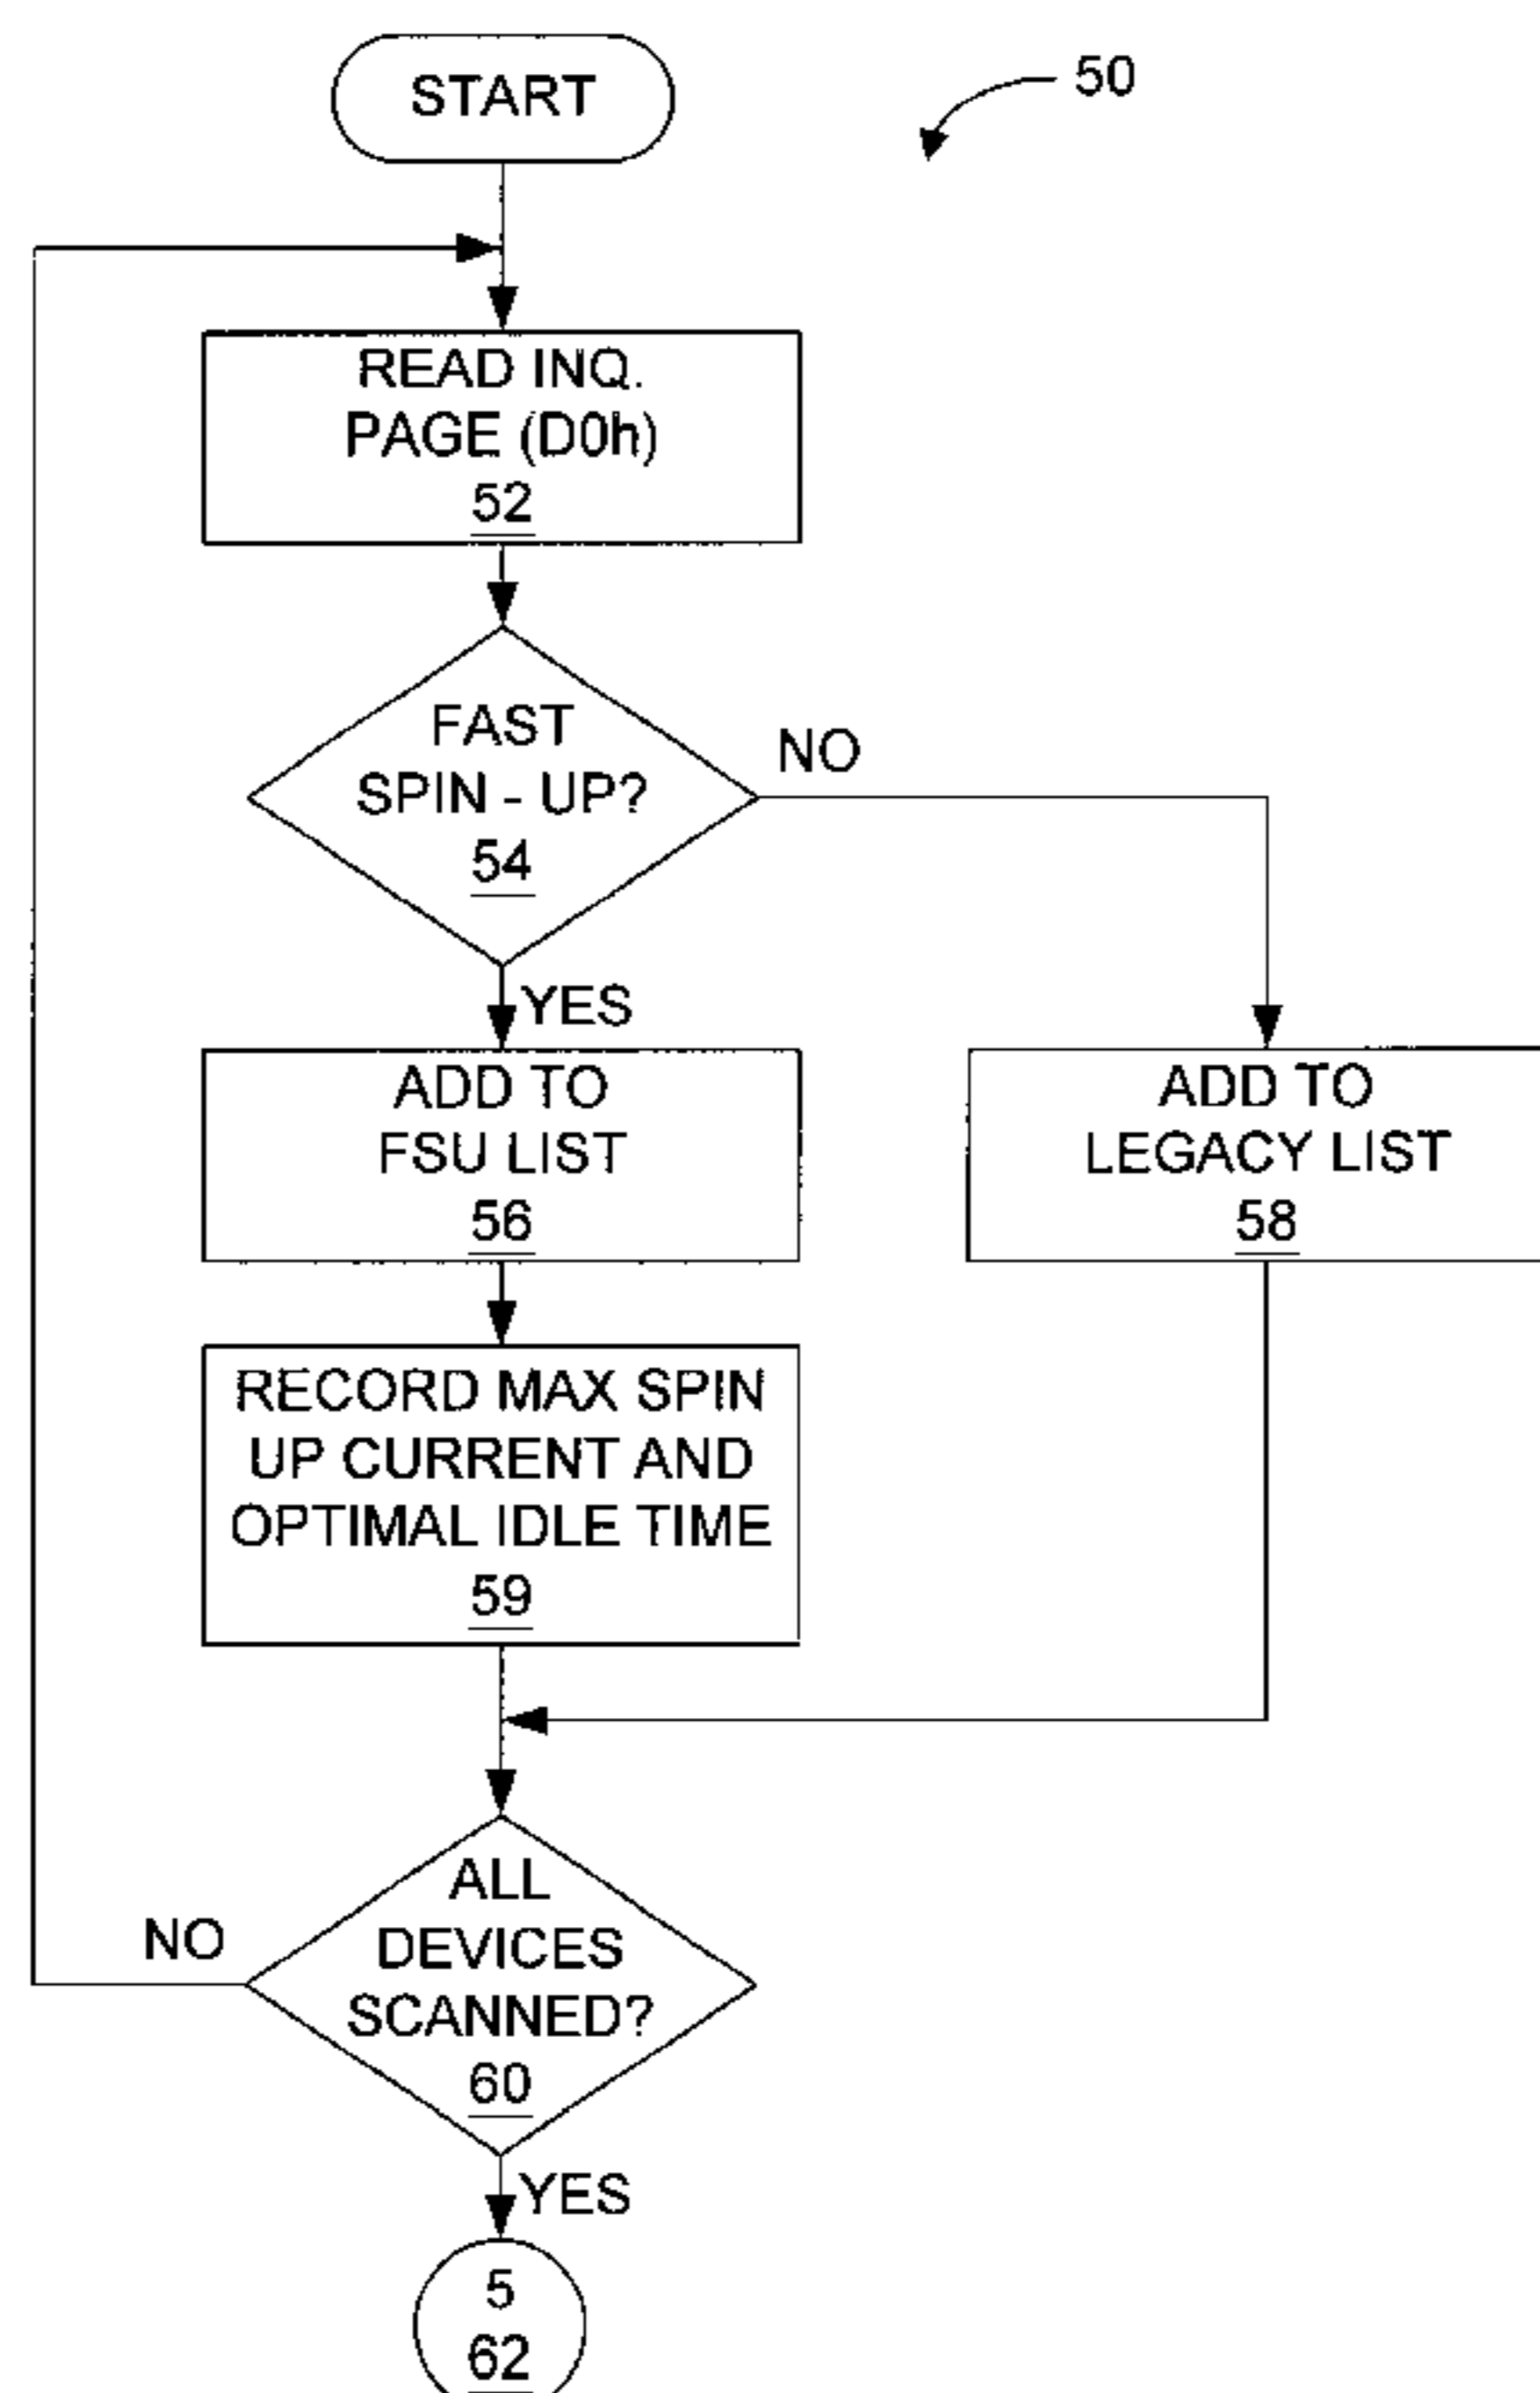 START
50
READ INQ.
PAGE (D0h)
52
FAST
SPIN - UP?
54
NO
YES
ADD TO
FSU LIST
56
ADD TO
LEGACY LIST
58
RECORD MAX SPIN
UP CURRENT AND
OPTIMAL IDLE TIME
59
ALL
DEVICES
SCANNED?
60
NO
YES
5
62